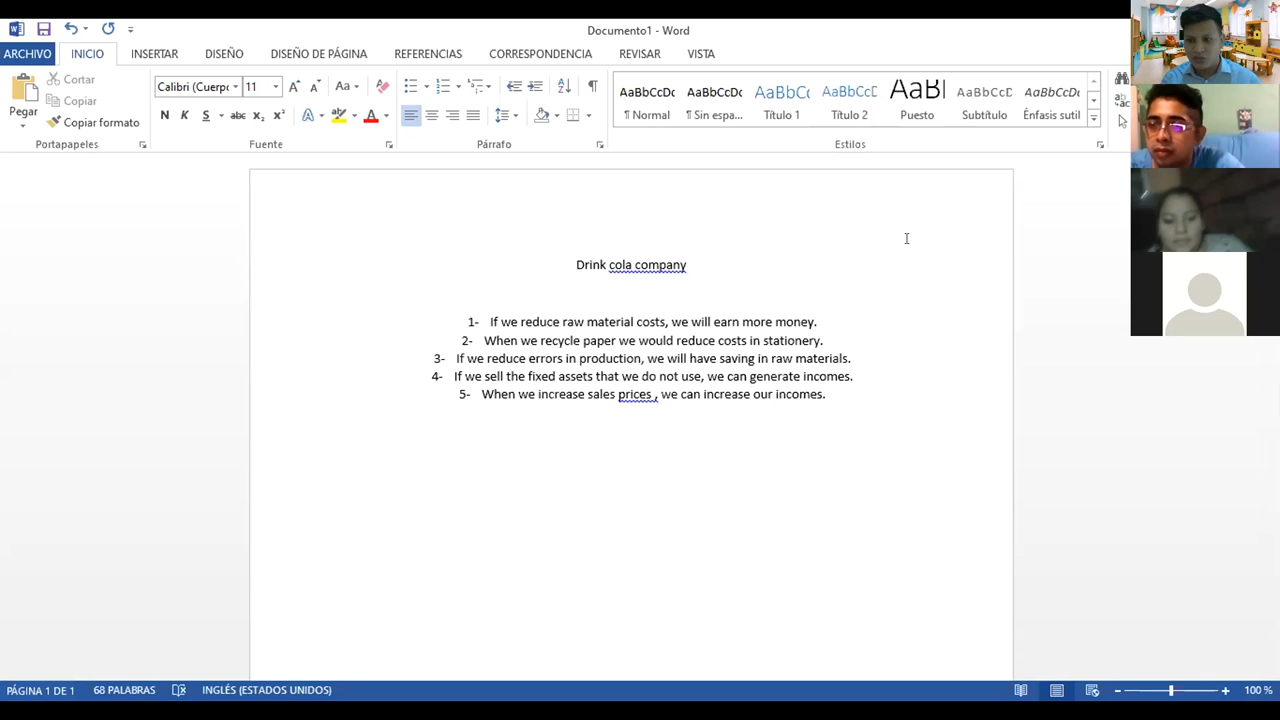 Documento1 - Word
ARCHIVO INICIO INSERTAR DISEÑO DISEÑO DE PÁGINA REFERENCIAS CORRESPONDENCIA REVISAR VISTA
Pegar
Cortar
Copiar
Copiar formato
Portapapeles
Calibri (Cuerpo 11
Fuente
Párrafo
AaBbCcDc AaBbCcDc AaBbCc AaBbCcD AaBl AaBbCcD AaBbCcDc
¶ Normal ¶ Sin espa... Título 1 Título 2 Puesto Subtítulo Énfasis sutil
Estilos
Drink cola company
1- If we reduce raw material costs, we will earn more money.
2- When we recycle paper we would reduce costs in stationery.
3- If we reduce errors in production, we will have saving in raw materials.
4- If we sell the fixed assets that we do not use, we can generate incomes.
5- When we increase sales prices , we can increase our incomes.
PÁGINA 1 DE 1 68 PALABRAS INGLÉS (ESTADOS UNIDOS) 100 %